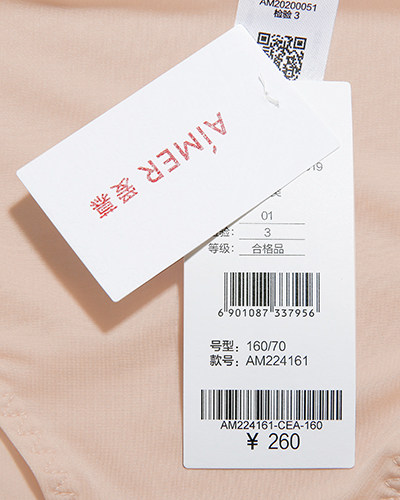 AM20200051
检验 3
AiMER 爱慕
01
检验: 3
等级: 合格品
6 901087 337956
号型: 160/70
款号: AM224161
AM224161-CEA-160
¥ 260